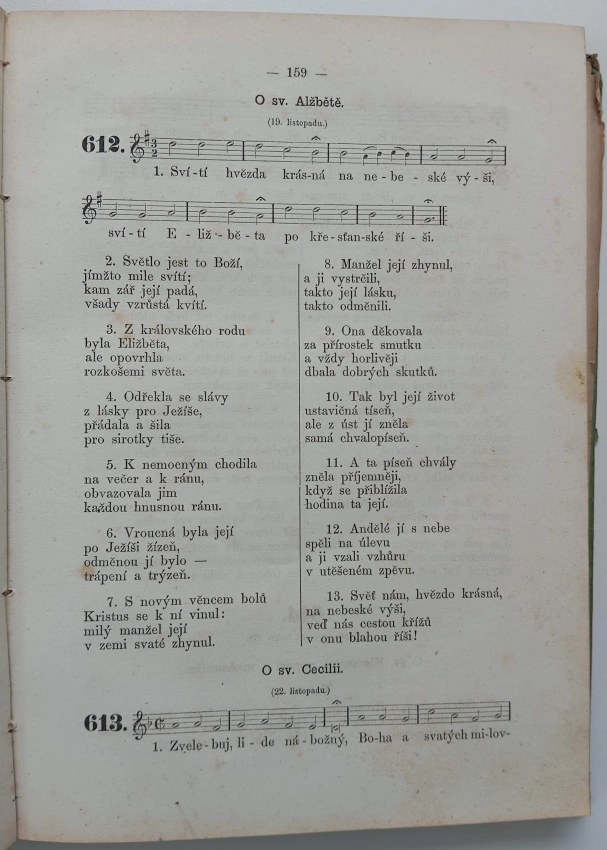 — 159 —
O sv. Alžbětě.
(19. listopadu.)
612.
1. Sví-tí hvězda krás-ná na ne-be-ské vý-ši,
sví-tí E-liž-bě-ta po kře-sťan-ské ří-ši.
2. Světlo jest to Boží,
jímžto mile svítí;
kam zář její padá,
všady vzrůstá kvítí.
3. Z královského rodu
byla Eližběta,
ale opovrhla
rozkošemi světa.
4. Odřekla se slávy
z lásky pro Ježíše,
přádala a šila
pro sirotky tiše.
5. K nemocným chodila
na večer a k ránu,
obvazovala jim
každou hnusnou ránu.
6. Vroucná byla její
po Ježíši žízeň,
odměnou jí bylo —
trápení a trýzeň.
7. S novým věncem bolů
Kristus se k ní vinul:
milý manžel její
v zemi svaté zhynul.
8. Manžel její zhynul,
a ji vystrčili,
takto její lásku,
takto odměnili.
9. Ona děkovala
za přírostek smutku
a vždy horlivěji
dbala dobrých skutků.
10. Tak byl její život
ustavičná tíseň,
ale z úst jí zněla
samá chvalopíseň.
11. A ta píseň chvály
zněla příjemněji,
když se přiblížila
hodina ta její.
12. Andělé jí s nebe
spěli na úlevu
a ji vzali vzhůru
v utěšeném zpěvu.
13. Svěť nám, hvězdo krásná,
na nebeské výši,
veď nás cestou křížů
v onu blahou říši!
O sv. Cecilii.
(22. listopadu.)
613.
1. Zvele-buj, li-de ná-božný, Bo-ha a svatých mi-lov-